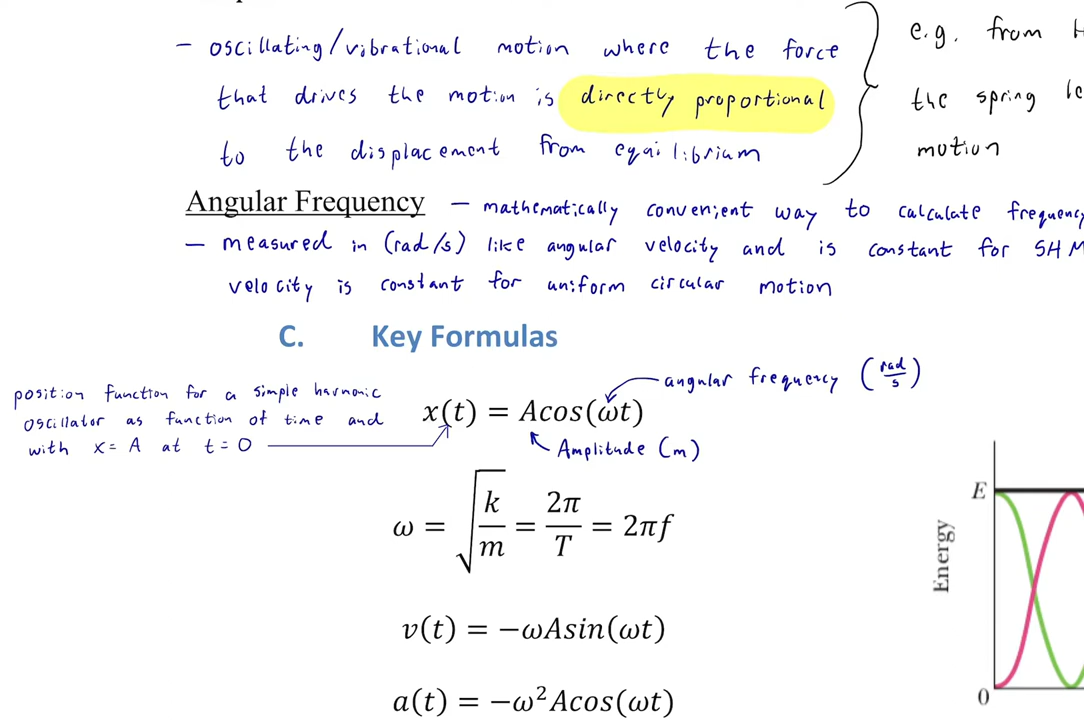 - oscillating/vibrational motion where the force
that drives the motion is directly proportional
to the displacement from equilibrium
e.g. from
the spring
motion
Angular Frequency - mathematically convenient way to calculate frequency
- measured in (rad/s) like angular velocity and is constant for SHM
velocity is constant for uniform circular motion
C. Key Formulas
position function for a simple harmonic
oscillator as function of time and
with x = A at t = 0
angular frequency (rad/s)
x(t) = Acos(ωt)
Amplitude (m)
ω = √(k/m) = 2π/T = 2πf
v(t) = −ωAsin(ωt)
a(t) = −ω²Acos(ωt)
E
Energy
0